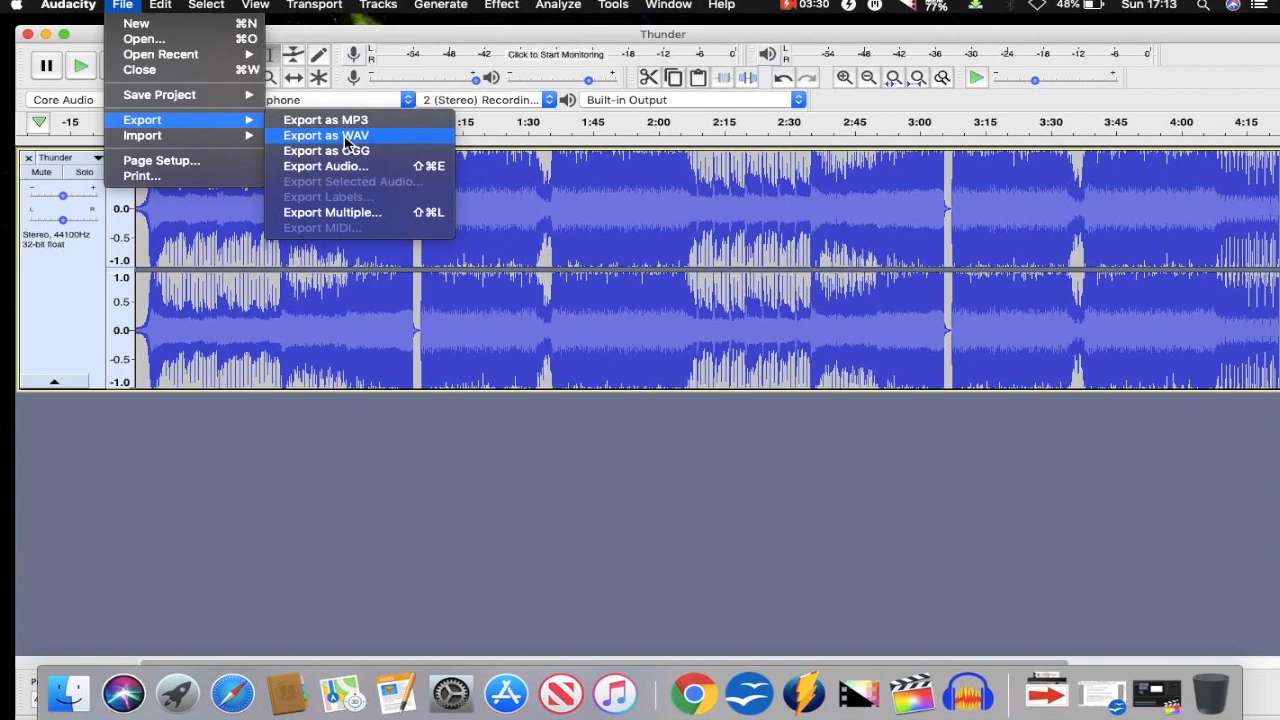 Audacity File Edit Select View Transport Tracks Generate Effect Analyze Tools Window Help 03:30 77% 48% Sun 17:13
Thunder
New ⌘N
Open... ⌘O
Open Recent
Close ⌘W
Save Project
Export
Import
Page Setup...
Print...
Export as MP3
Export as WAV
Export as OGG
Export Audio... ⇧⌘E
Export Selected Audio...
Export Labels...
Export Multiple... ⇧⌘L
Export MIDI...
L R -54 -48 -42 Click to Start Monitoring -18 -12 -6 0 L R -54 -48 -42 -36 -30 -24 -18 -12 -6 0
Core Audio phone 2 (Stereo) Recordin... Built-in Output
-15 1:15 1:30 1:45 2:00 2:15 2:30 2:45 3:00 3:15 3:30 3:45 4:00 4:15
Thunder
Mute Solo
- +
L R
Stereo, 44100Hz
32-bit float
0.0
-0.5
-1.0
1.0
0.5
0.0
-0.5
-1.0